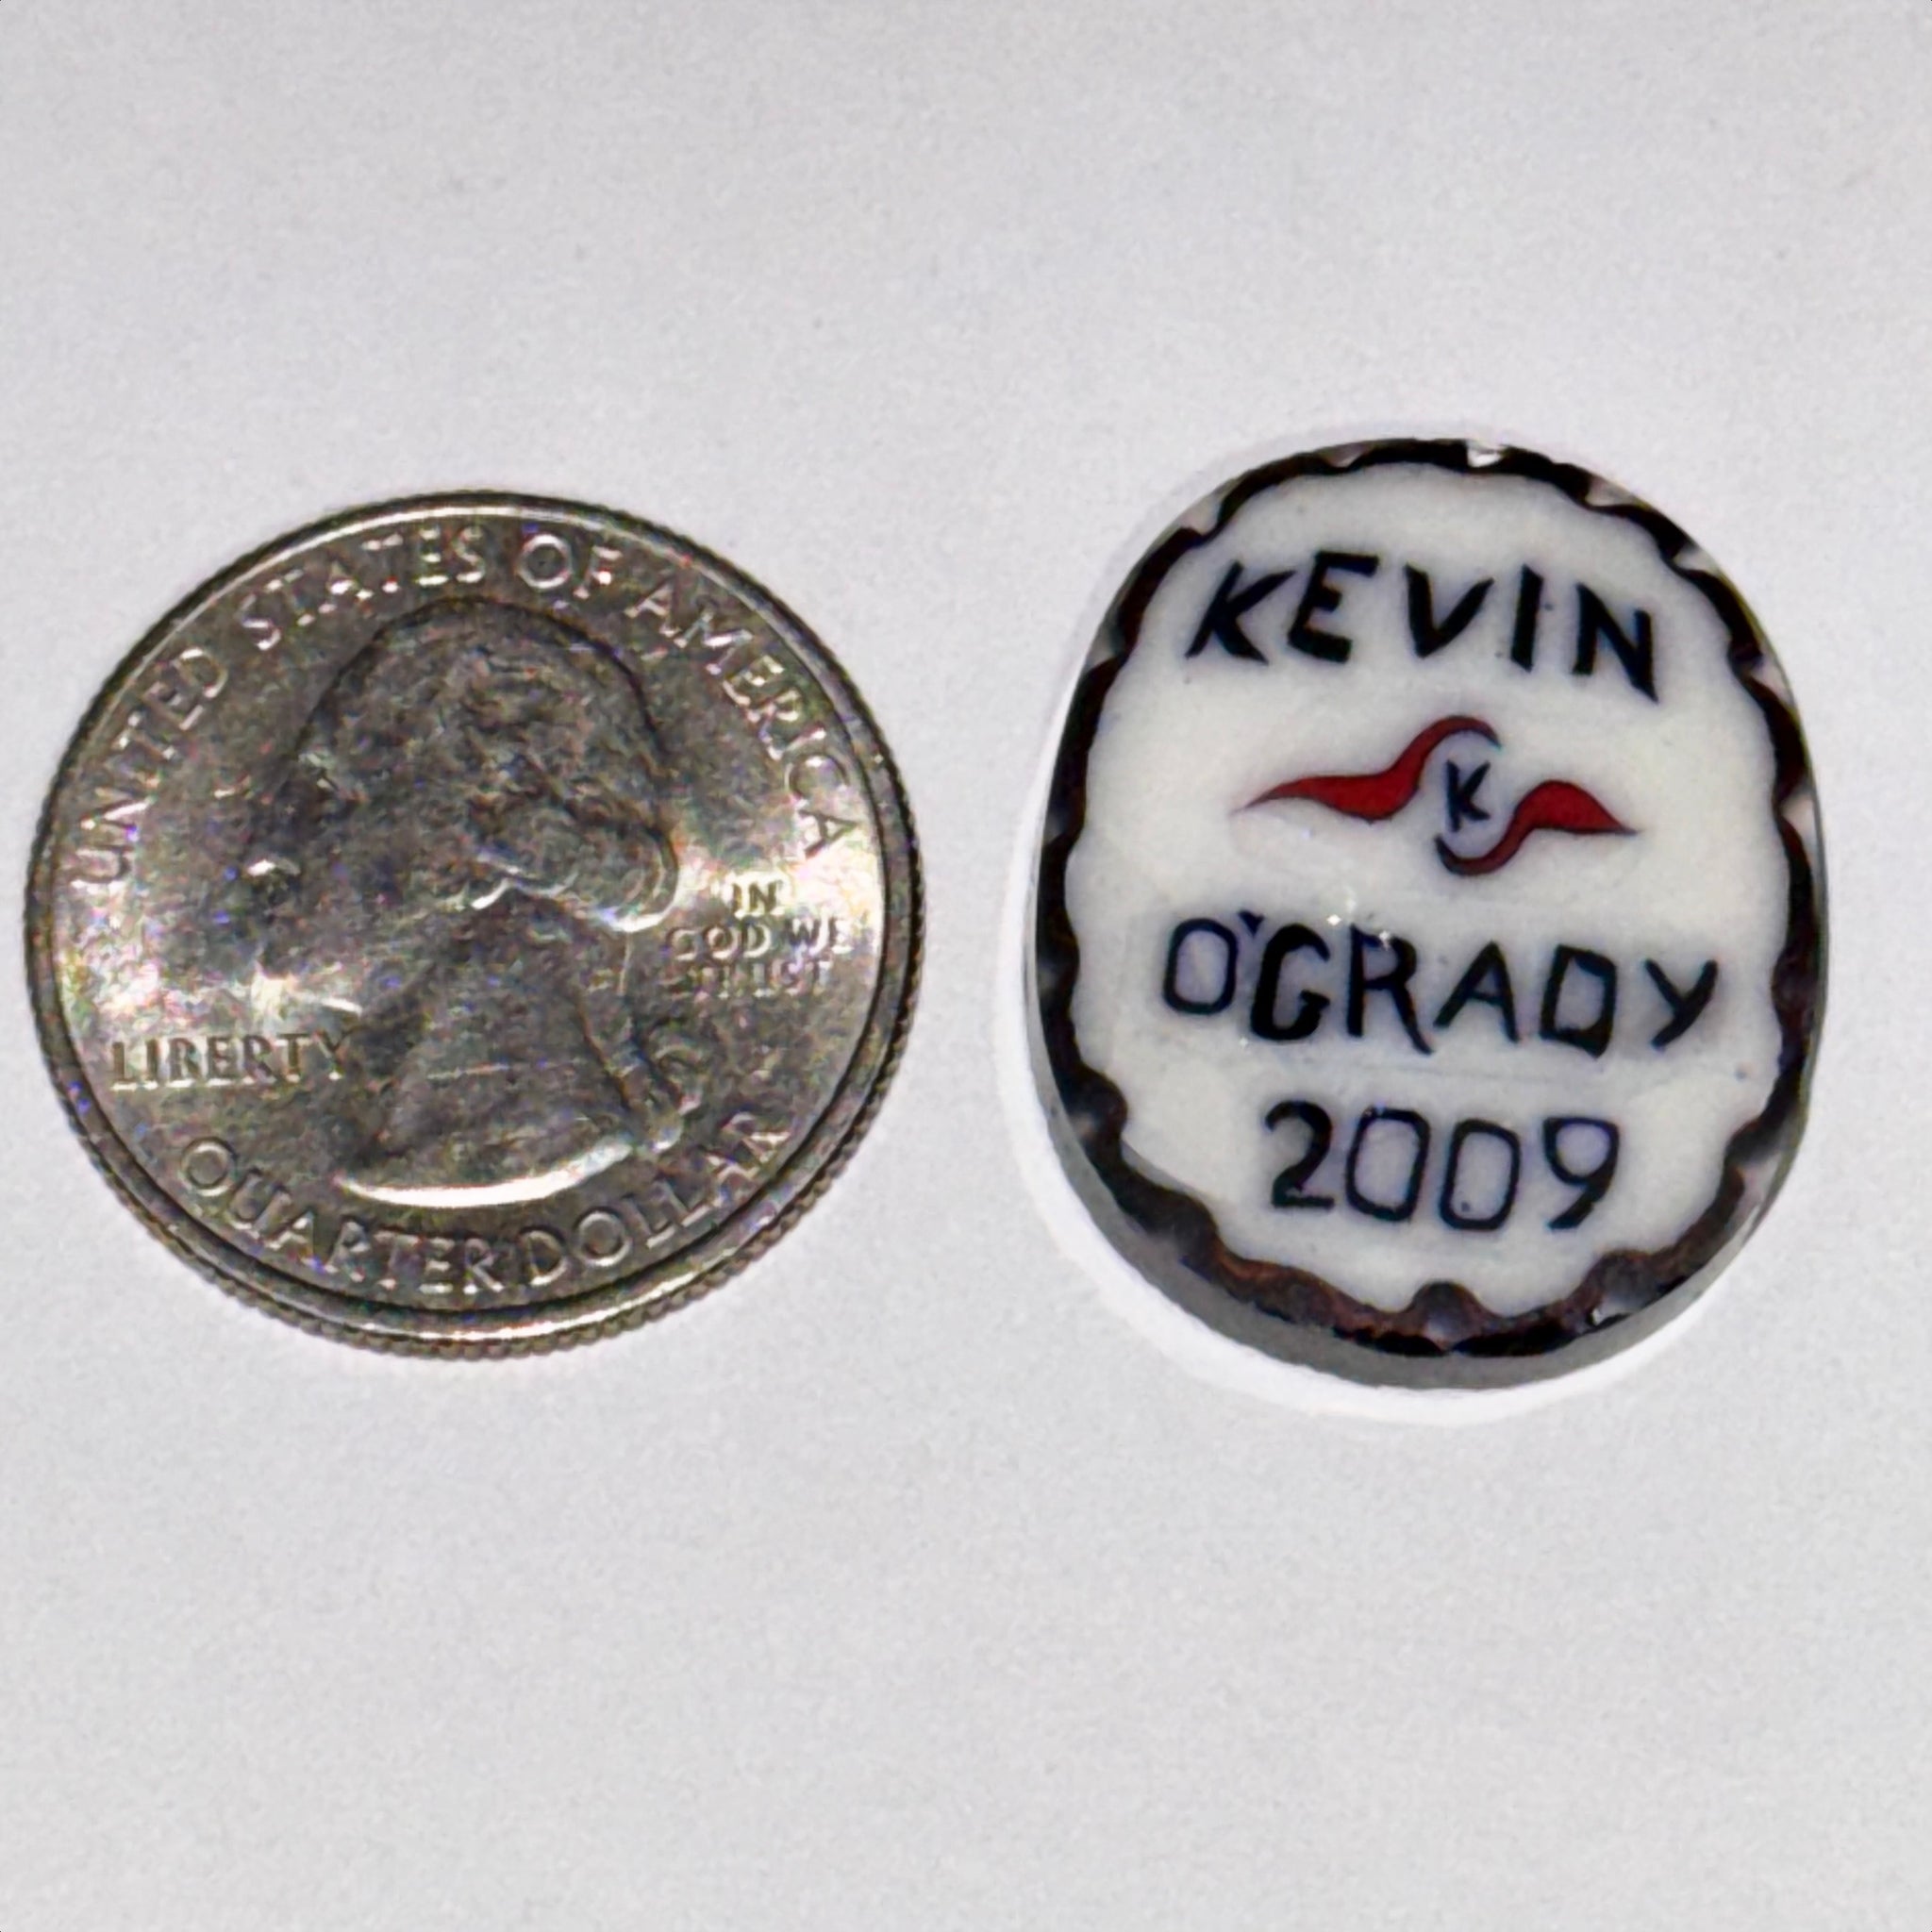 UNITED STATES OF AMERICA
IN
GOD WE
TRUST
LIBERTY
QUARTER DOLLAR
KEVIN
K
O'GRADY
2009